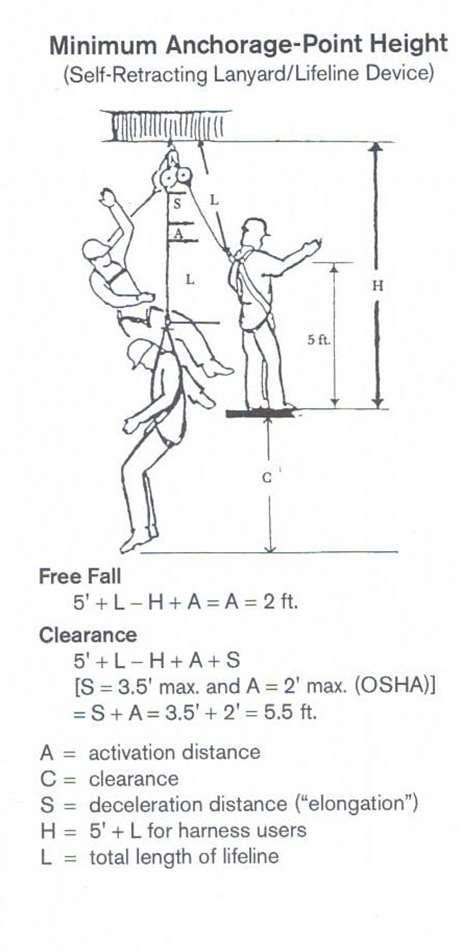 Minimum Anchorage-Point Height
(Self-Retracting Lanyard/Lifeline Device)
S
L
A
L
H
5 ft.
C
Free Fall
5' + L – H + A = A = 2 ft.
Clearance
5' + L – H + A + S
[S = 3.5' max. and A = 2' max. (OSHA)]
= S + A = 3.5' + 2' = 5.5 ft.
A = activation distance
C = clearance
S = deceleration distance ("elongation")
H = 5' + L for harness users
L = total length of lifeline